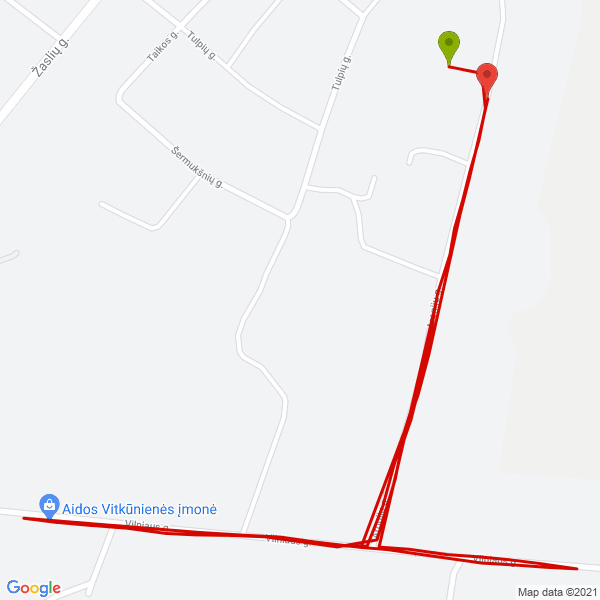 Žaslių g.
Taikos g.
Tulpių g.
Tulpių g.
Šermukšnių g.
Aidos Vitkūnienės įmonė
Vilniaus g.
Vilniaus g.
Vilniaus g.
Google
Map data ©2021